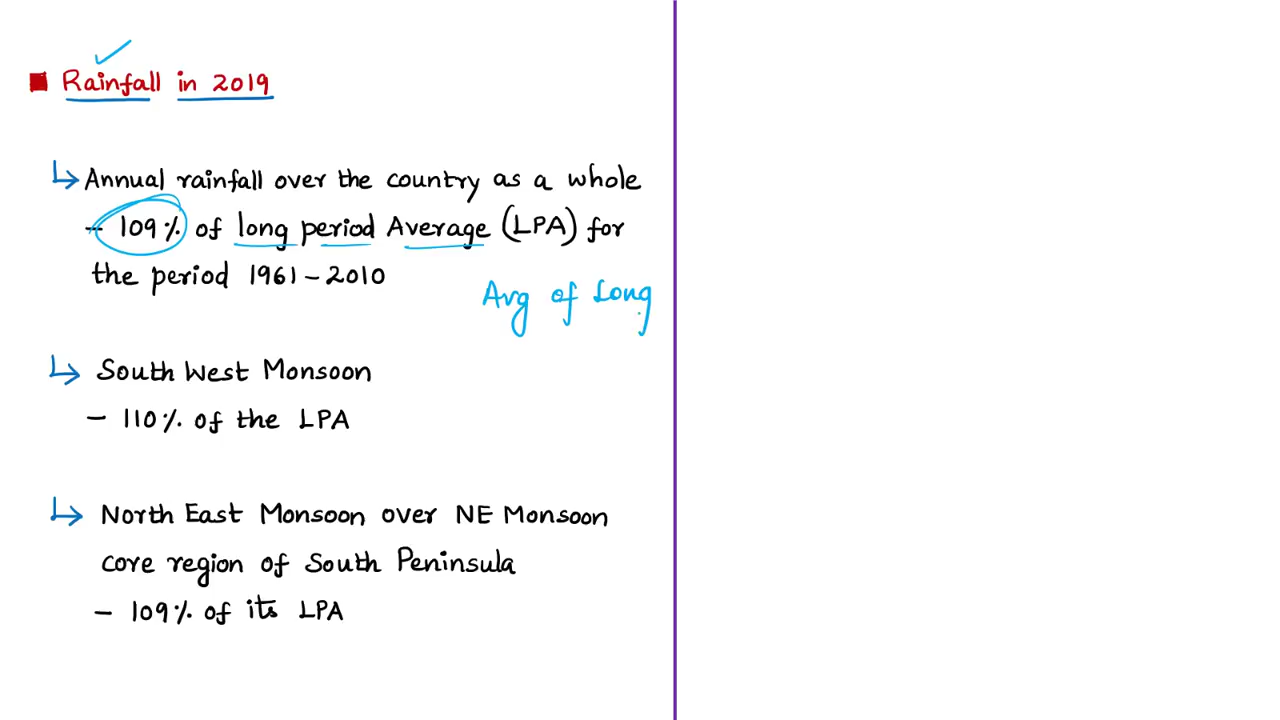 Rainfall in 2019
Annual rainfall over the country as a whole
- 109% of long period Average (LPA) for
the period 1961-2010
Avg of Long
South West Monsoon
- 110% of the LPA
North East Monsoon over NE Monsoon
core region of South Peninsula
- 109% of its LPA